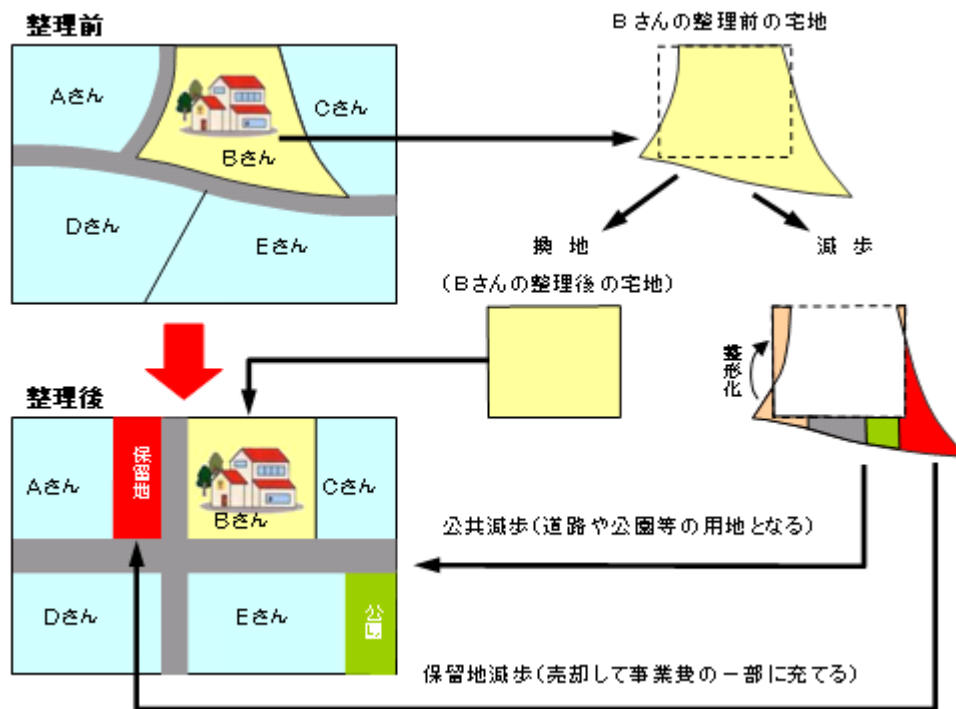 整理前
Bさんの整理前の宅地
Aさん
Cさん
Bさん
Dさん
Eさん
換地
減歩
(Bさんの整理後の宅地)
整形化
整理後
Aさん
保留地
Bさん
Cさん
公共減歩(道路や公園等の用地となる)
Dさん
Eさん
公
保留地減歩(売却して事業費の一部に充てる)